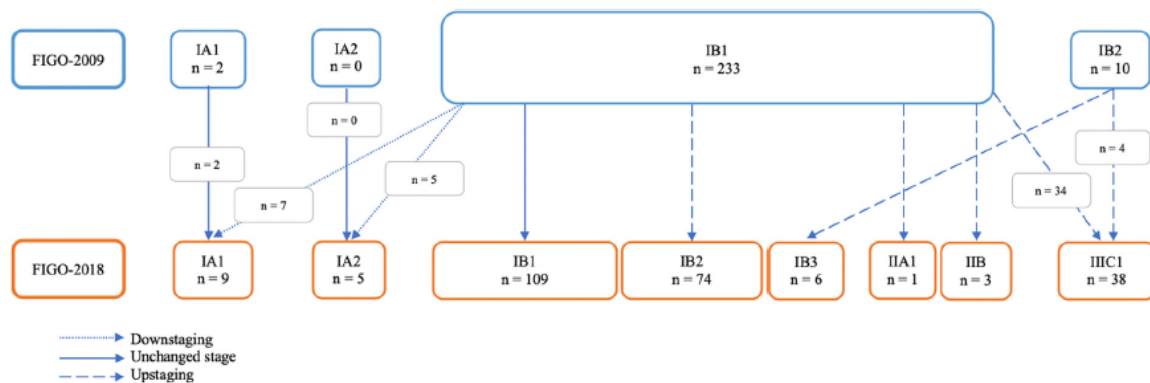 FIGO-2009
IA1
n = 2
IA2
n = 0
IB1
n = 233
IB2
n = 10
n = 0
n = 2
n = 5
n = 7
n = 4
n = 34
FIGO-2018
IA1
n = 9
IA2
n = 5
IB1
n = 109
IB2
n = 74
IB3
n = 6
IIA1
n = 1
IIB
n = 3
IIIC1
n = 38
Downstaging
Unchanged stage
Upstaging